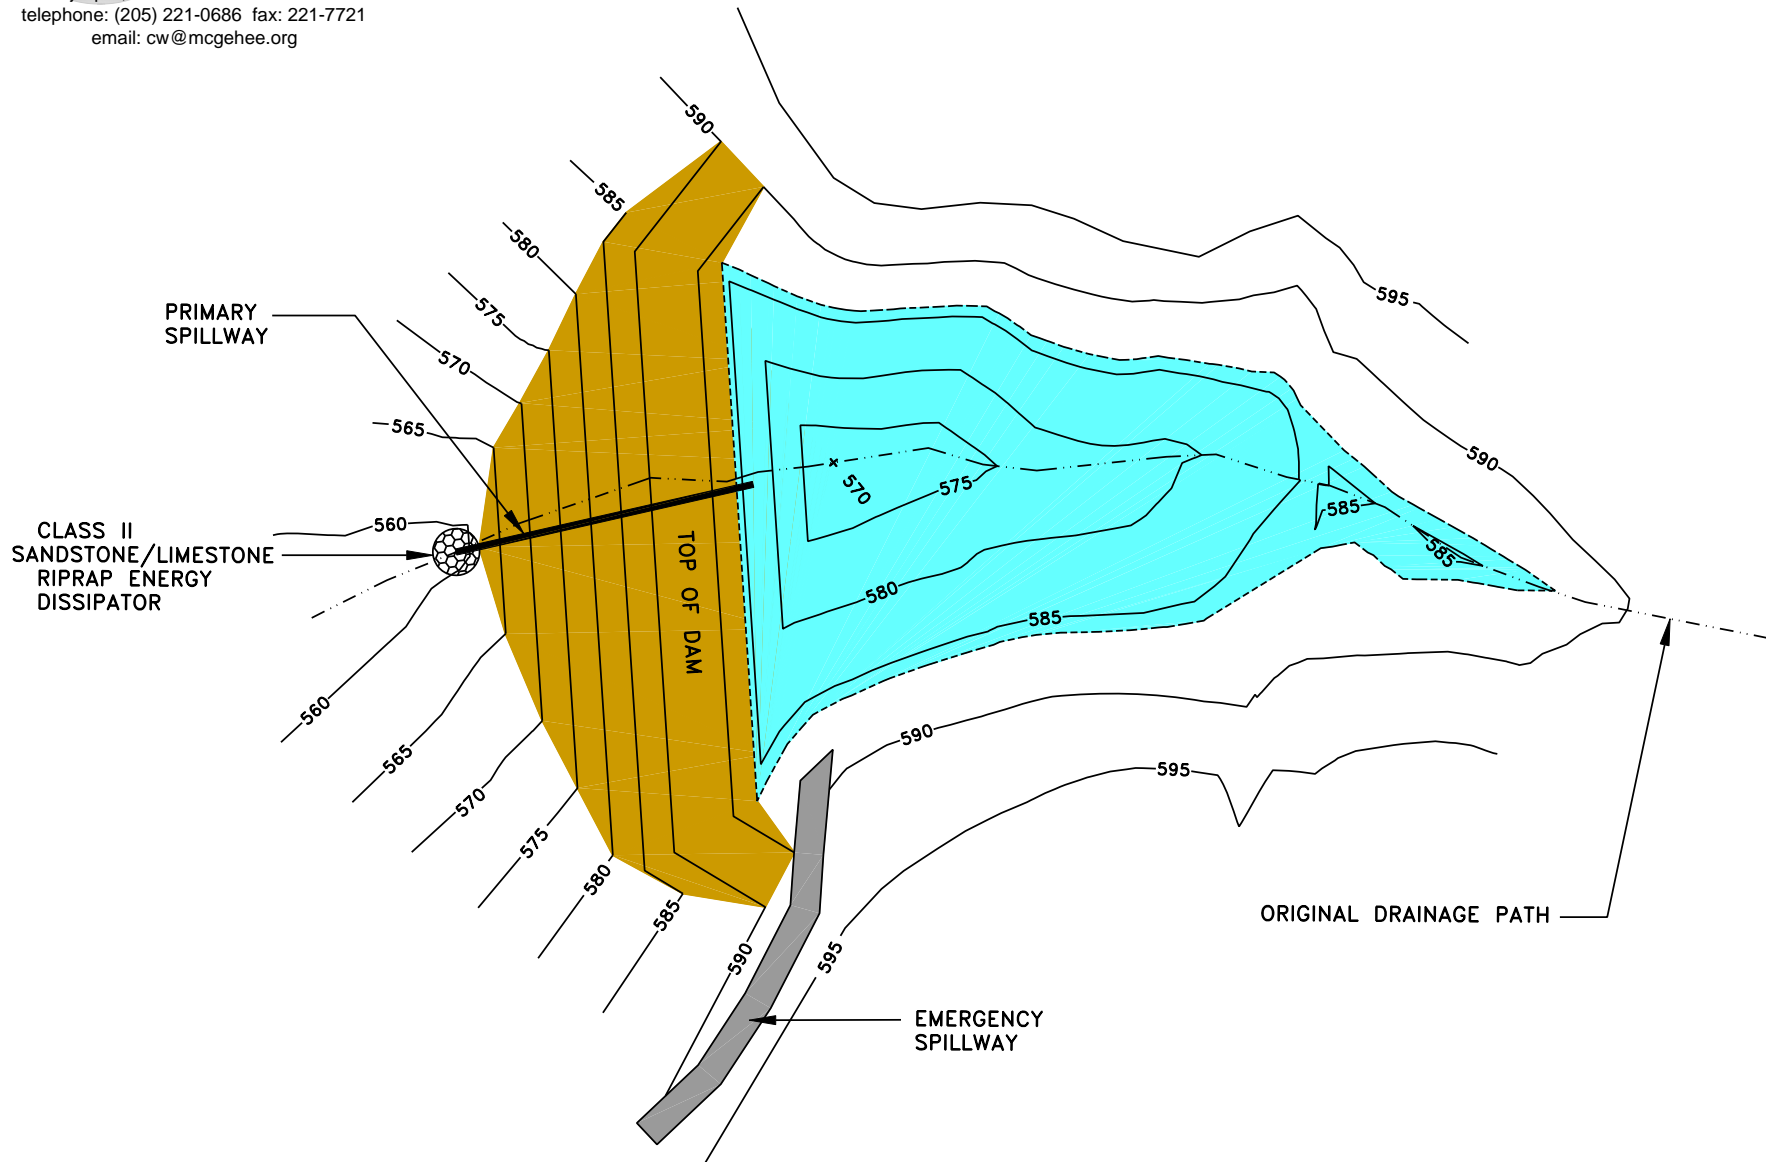 telephone: (205) 221-0686 fax: 221-7721
email: cw@mcgehee.org
590
585
580
575
570
565
560
PRIMARY
SPILLWAY
CLASS II
SANDSTONE/LIMESTONE
RIPRAP ENERGY
DISSIPATOR
560
565
570
575
580
585
590
595
TOP OF DAM
570
575
580
585
585
585
595
590
590
595
ORIGINAL DRAINAGE PATH
EMERGENCY
SPILLWAY